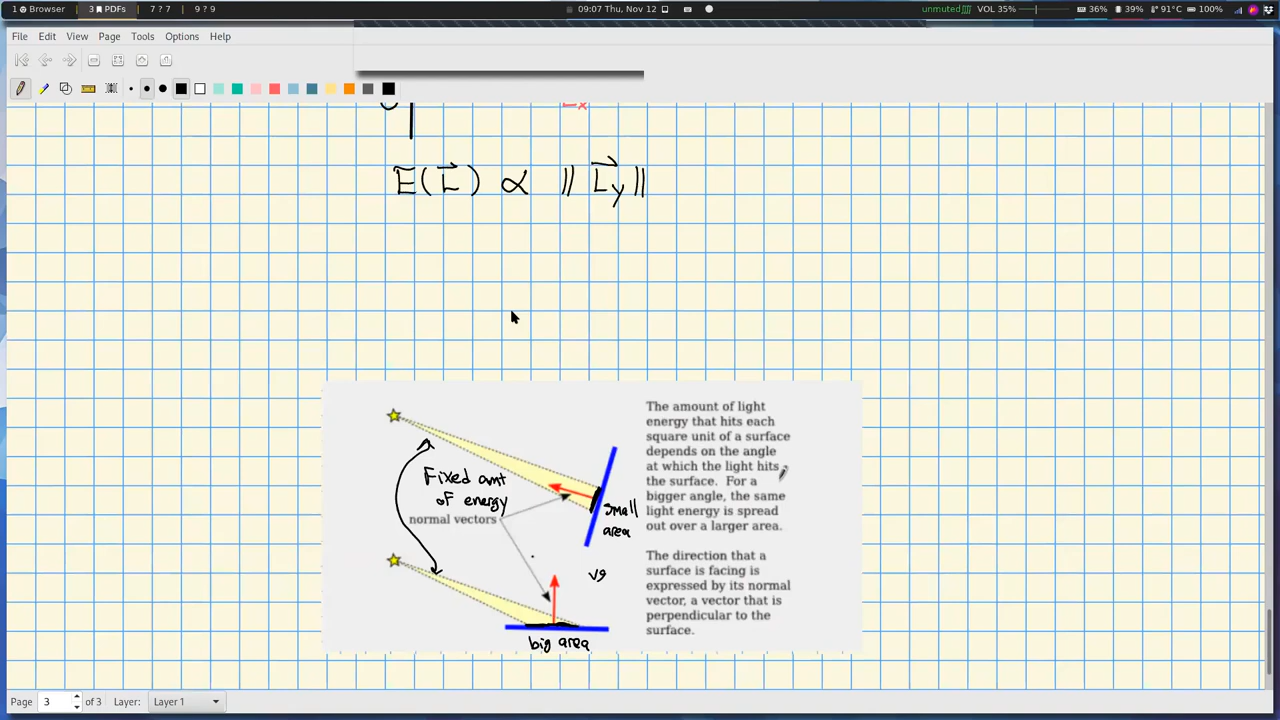 1 Browser 3 PDFs 7 ? 7 9 ? 9 09:07 Thu, Nov 12 unmuted VOL 35% 36% 39% 91°C 100%
File Edit View Page Tools Options Help
E(L⃗) ∝ ‖ L⃗y ‖
The amount of light
energy that hits each
square unit of a surface
depends on the angle
at which the light hits
the surface. For a
bigger angle, the same
light energy is spread
out over a larger area.
The direction that a
surface is facing is
expressed by its normal
vector, a vector that is
perpendicular to the
surface.
Fixed amt
of energy
normal vectors
small
area
vs
big area
Page 3 of 3 Layer: Layer 1